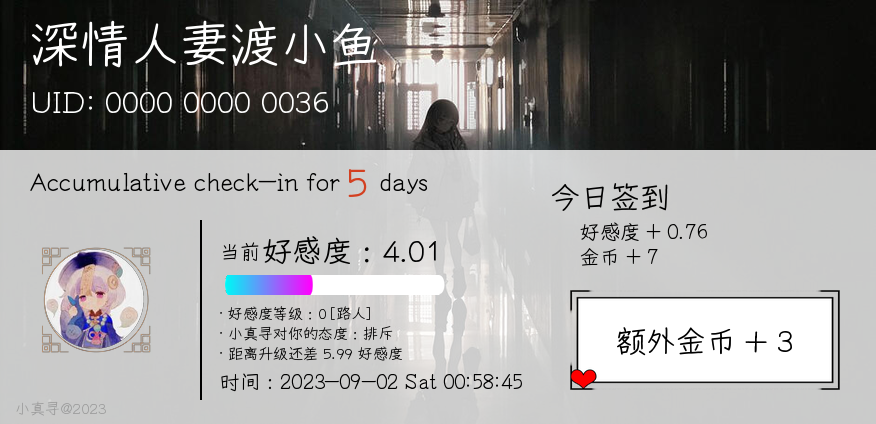 深情人妻渡小鱼
UID: 0000 0000 0036
Accumulative check-in for 5 days
当前好感度：4.01
· 好感度等级：0 [路人]
· 小真寻对你的态度：排斥
· 距离升级还差 5.99 好感度
时间：2023-09-02 Sat 00:58:45
今日签到
好感度 + 0.76
金币 + 7
额外金币 + 3
小真寻@2023